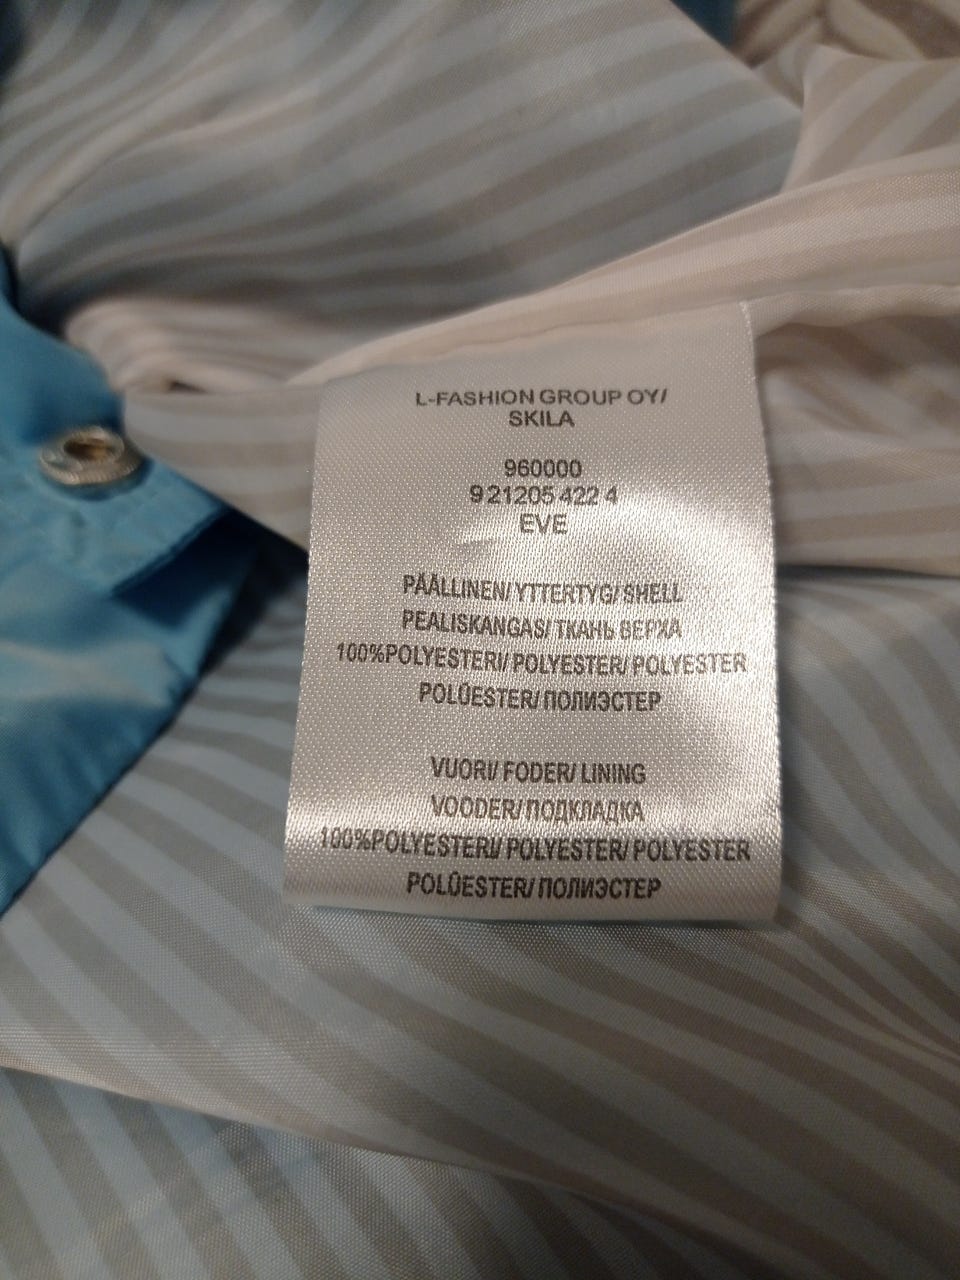 L-FASHION GROUP OY/
SKILA
960000
9 21205 422 4
EVE
PÄÄLLINEN/ YTTERTYG/ SHELL
PEALISKANGAS/ ТКАНЬ ВЕРХА
100%POLYESTERI/ POLYESTER/ POLYESTER
POLÜESTER/ ПОЛИЭСТЕР
VUORI/ FODER/ LINING
VOODER/ ПОДКЛАДКА
100%POLYESTERI/ POLYESTER/ POLYESTER
POLÜESTER/ ПОЛИЭСТЕР